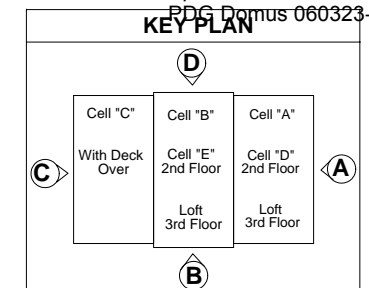 PDG Domus 060323-
KEY PLAN
D
Cell "C"
With Deck
Over
Cell "B"
Cell "E"
2nd Floor
Loft
3rd Floor
Cell "A"
Cell "D"
2nd Floor
Loft
3rd Floor
C
A
B